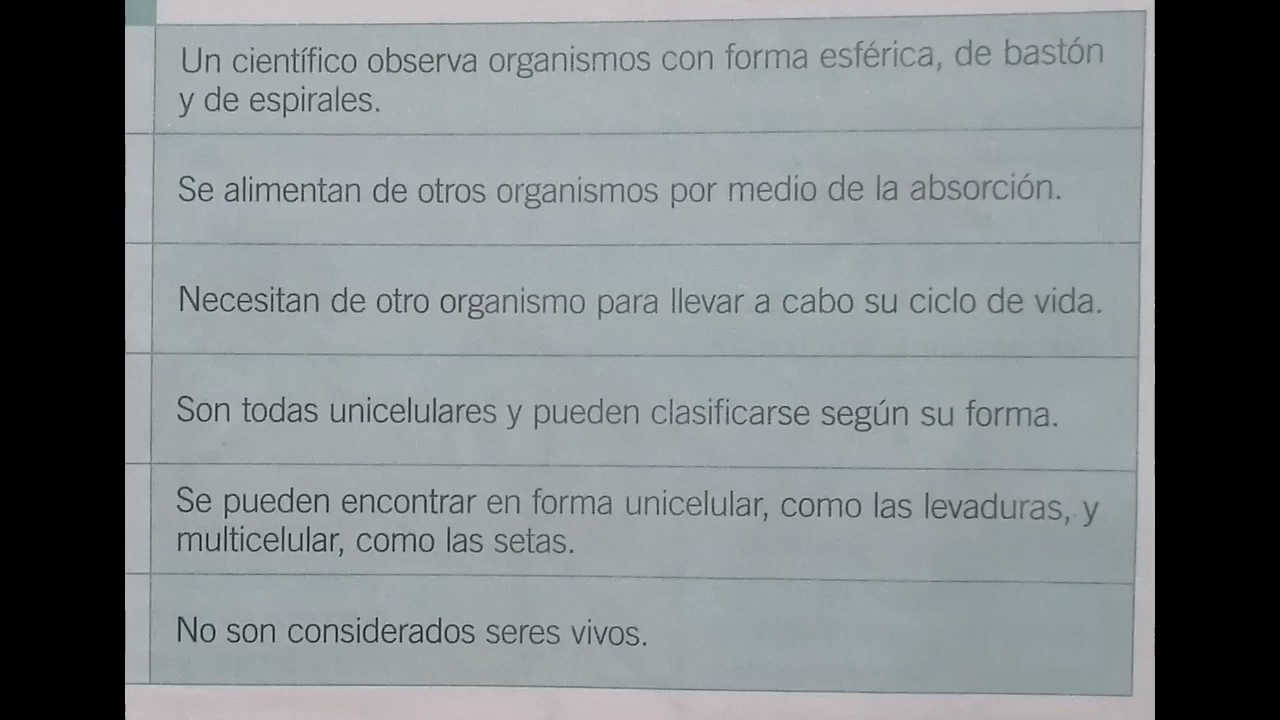 Un científico observa organismos con forma esférica, de bastón
y de espirales.
Se alimentan de otros organismos por medio de la absorción.
Necesitan de otro organismo para llevar a cabo su ciclo de vida.
Son todas unicelulares y pueden clasificarse según su forma.
Se pueden encontrar en forma unicelular, como las levaduras, y
multicelular, como las setas.
No son considerados seres vivos.